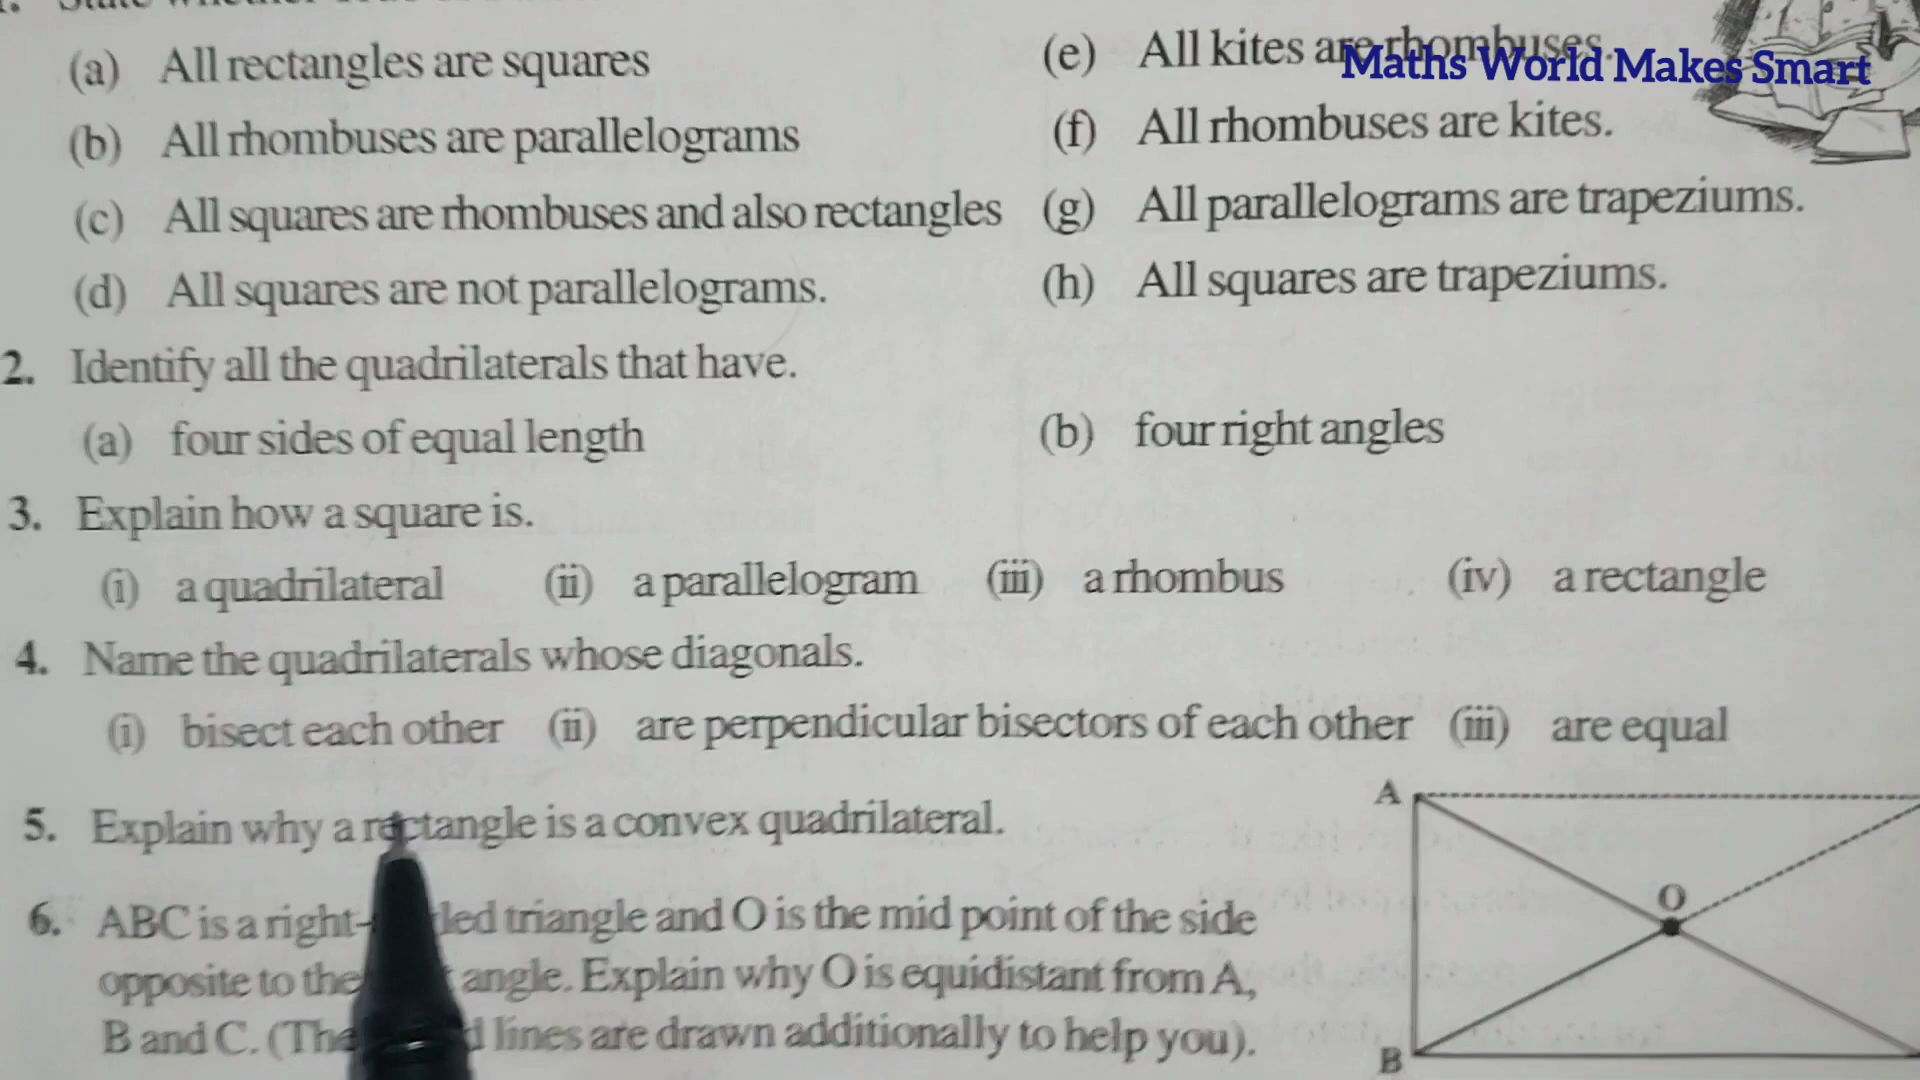 (a) All rectangles are squares
(b) All rhombuses are parallelograms
(c) All squares are rhombuses and also rectangles
(d) All squares are not parallelograms.
(e) All kites are rhombuses.
(f) All rhombuses are kites.
(g) All parallelograms are trapeziums.
(h) All squares are trapeziums.
Maths World Makes Smart
2. Identify all the quadrilaterals that have.
(a) four sides of equal length (b) four right angles
3. Explain how a square is.
(i) a quadrilateral (ii) a parallelogram (iii) a rhombus (iv) a rectangle
4. Name the quadrilaterals whose diagonals.
(i) bisect each other (ii) are perpendicular bisectors of each other (iii) are equal
5. Explain why a rectangle is a convex quadrilateral.
6. ABC is a right- triangle and O is the mid point of the side
opposite to the angle. Explain why O is equidistant from A,
B and C. (The lines are drawn additionally to help you).
A
O
B